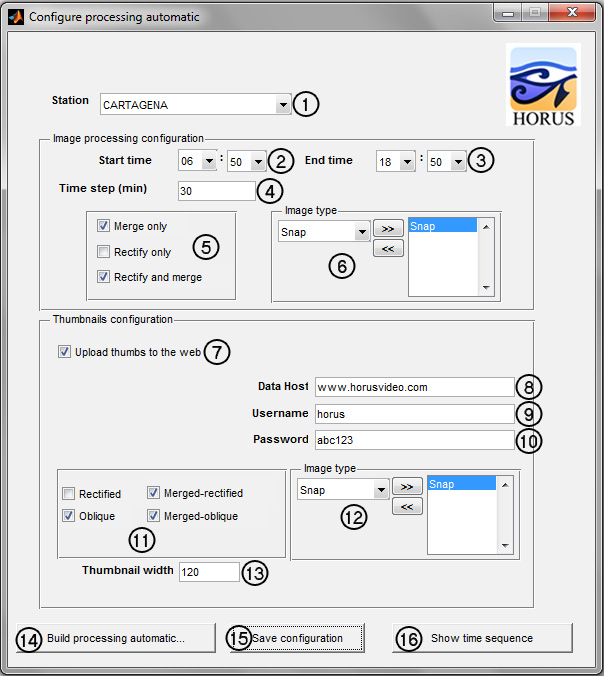 Configure processing automatic
HORUS
Station CARTAGENA 1
Image processing configuration
Start time 06 : 50 2 End time 18 : 50 3
Time step (min) 30 4
Merge only
Rectify only 5
Rectify and merge
Image type
Snap >> Snap
<<
6
Thumbnails configuration
Upload thumbs to the web 7
Data Host www.horusvideo.com 8
Username horus 9
Password abc123 10
Rectified Merged-rectified
Oblique Merged-oblique
11
Image type
Snap >> Snap
<<
12
Thumbnail width 120 13
14 Build processing automatic... 15 Save configuration 16 Show time sequence